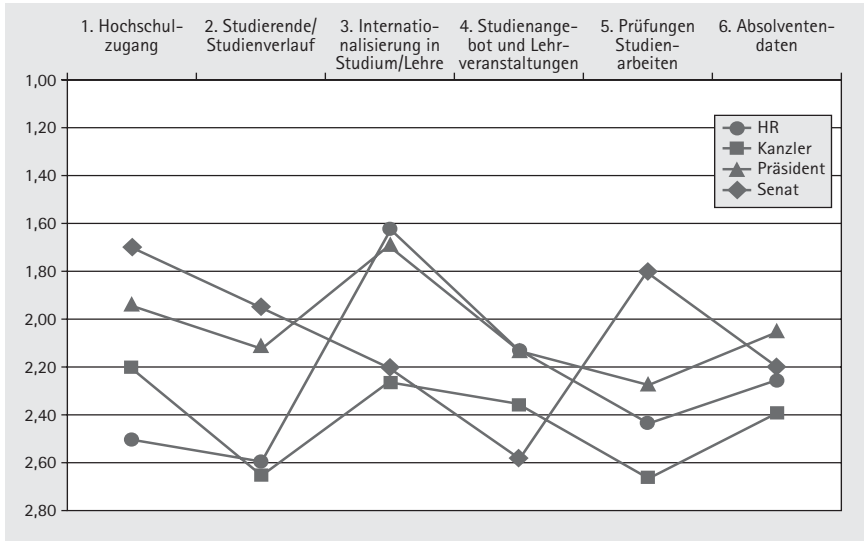 1. Hochschul-
zugang
2. Studierende/
Studienverlauf
3. Internatio-
nalisierung in
Studium/Lehre
4. Studienange-
bot und Lehr-
veranstaltungen
5. Prüfungen
Studien-
arbeiten
6. Absolventen-
daten
1,00
1,20
1,40
1,60
1,80
2,00
2,20
2,40
2,60
2,80
HR
Kanzler
Präsident
Senat